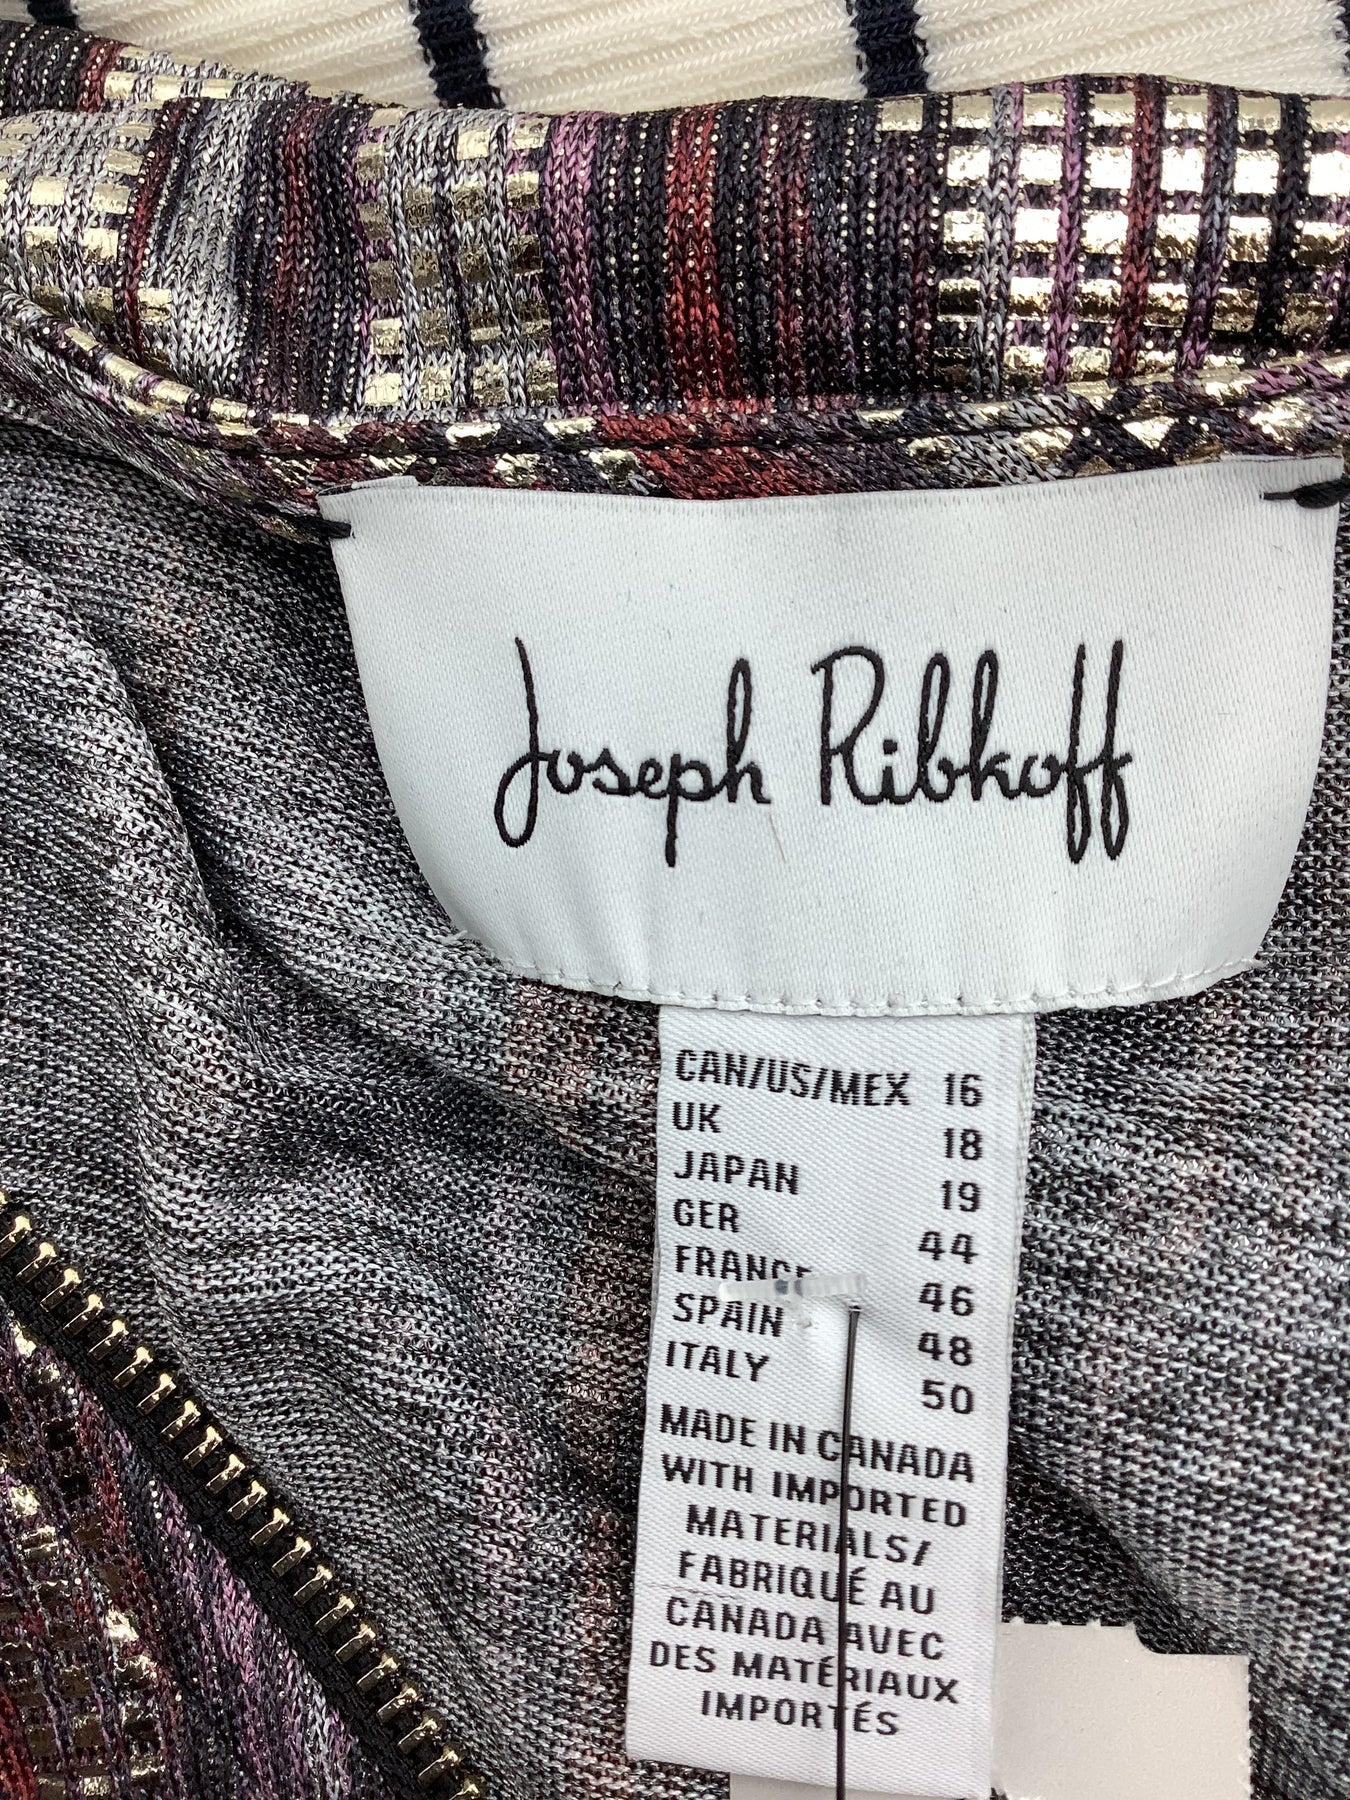 Joseph Ribkoff
CAN/US/MEX 16
UK 18
JAPAN 19
GER 44
FRANCE 46
SPAIN 48
ITALY 50
MADE IN CANADA
WITH IMPORTED
MATERIALS/
FABRIQUÉ AU
CANADA AVEC
DES MATÉRIAUX
IMPORTÉS